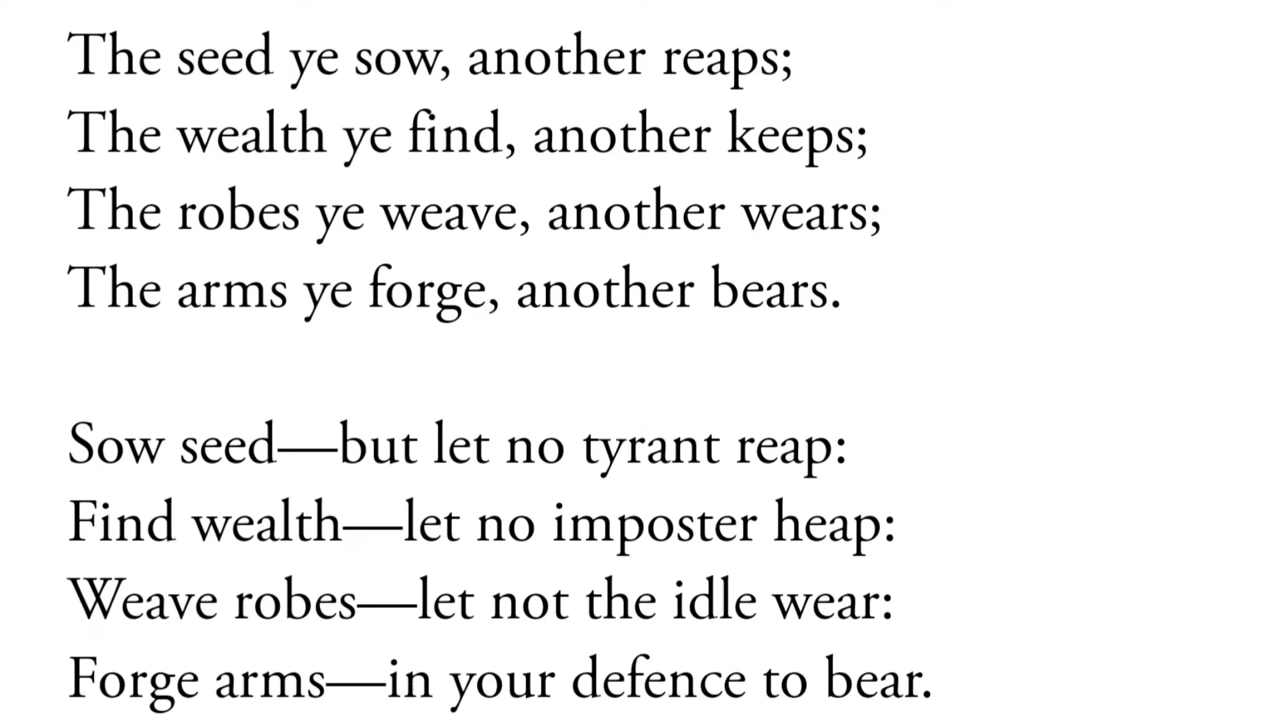 The seed ye sow, another reaps;
The wealth ye find, another keeps;
The robes ye weave, another wears;
The arms ye forge, another bears.
Sow seed—but let no tyrant reap:
Find wealth—let no imposter heap:
Weave robes—let not the idle wear:
Forge arms—in your defence to bear.